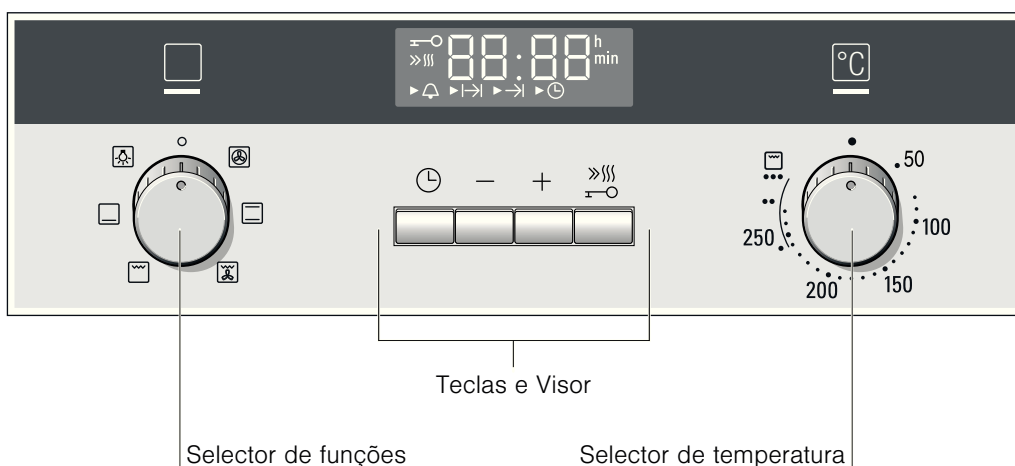 88:88 h
min
°C
50
100
150
200
250
Teclas e Visor
Selector de funções
Selector de temperatura